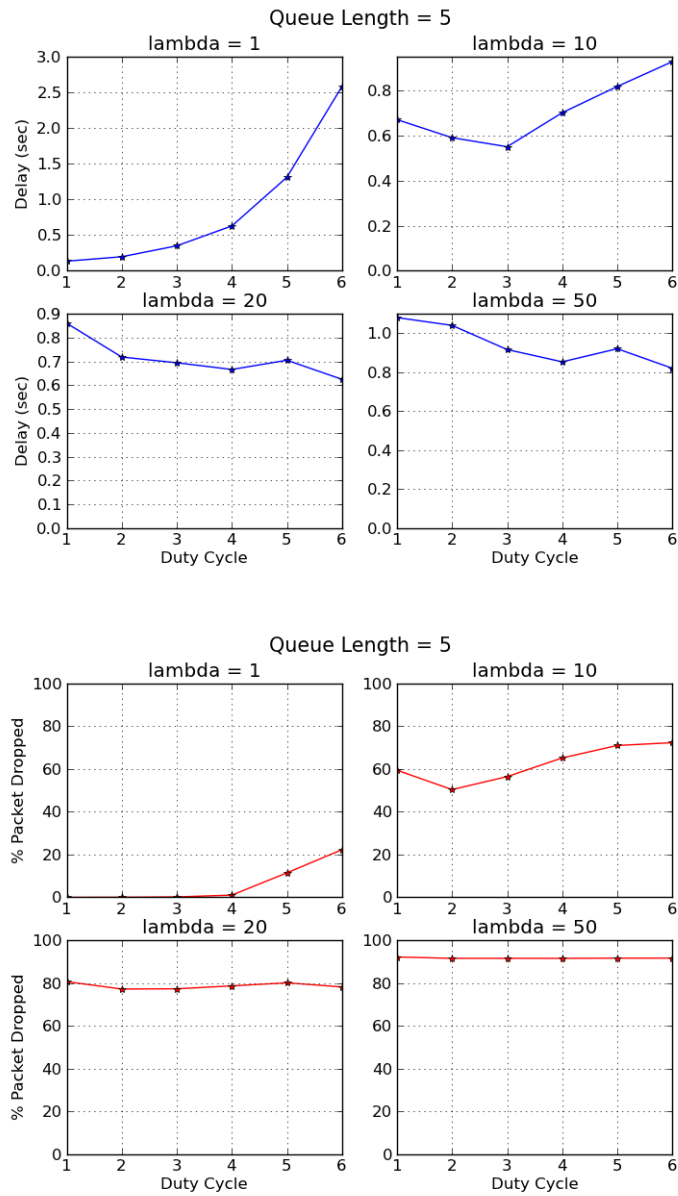 Queue Length = 5
lambda = 1
lambda = 10
Delay (sec)
3.0
2.5
2.0
1.5
1.0
0.5
0.0
1 2 3 4 5 6
0.8
0.6
0.4
0.2
0.0
1 2 3 4 5 6
lambda = 20
lambda = 50
Delay (sec)
0.9
0.8
0.7
0.6
0.5
0.4
0.3
0.2
0.1
0.0
1 2 3 4 5 6
Duty Cycle
1.0
0.8
0.6
0.4
0.2
0.0
1 2 3 4 5 6
Duty Cycle
Queue Length = 5
lambda = 1
lambda = 10
% Packet Dropped
100
80
60
40
20
0
1 2 3 4 5 6
100
80
60
40
20
0
1 2 3 4 5 6
lambda = 20
lambda = 50
% Packet Dropped
100
80
60
40
20
0
1 2 3 4 5 6
Duty Cycle
100
80
60
40
20
0
1 2 3 4 5 6
Duty Cycle